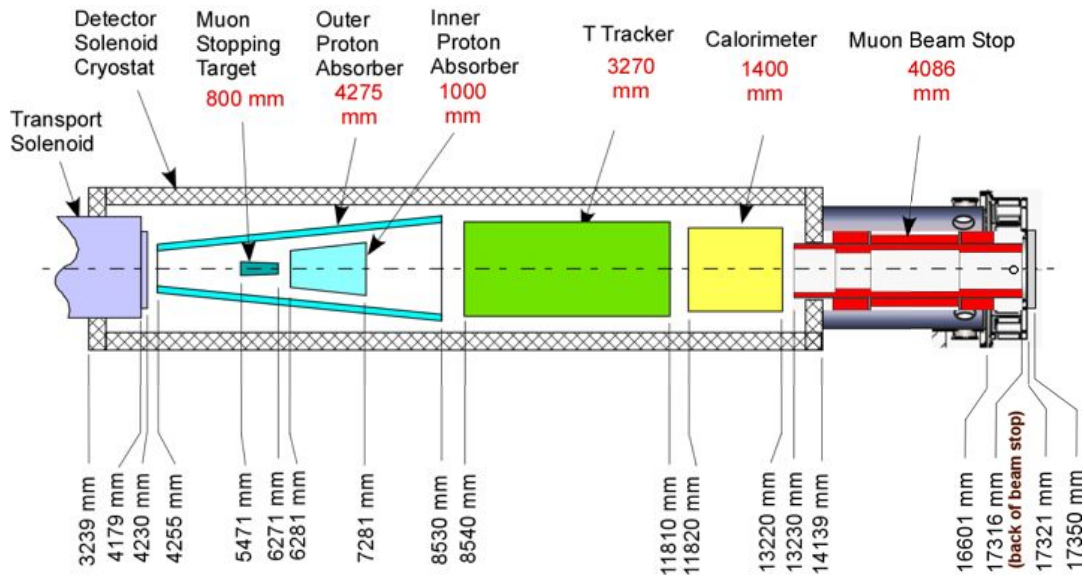 Detector
Solenoid
Cryostat
Muon
Stopping
Target
800 mm
Outer
Proton
Absorber
4275
mm
Inner
Proton
Absorber
1000
mm
T Tracker
3270
mm
Calorimeter
1400
mm
Muon Beam Stop
4086
mm
Transport
Solenoid
3239 mm
4179 mm
4230 mm
4255 mm
5471 mm
6271 mm
6281 mm
7281 mm
8530 mm
8540 mm
11810 mm
11820 mm
13220 mm
13230 mm
14139 mm
16601 mm
17316 mm
(back of beam stop)
17321 mm
17350 mm